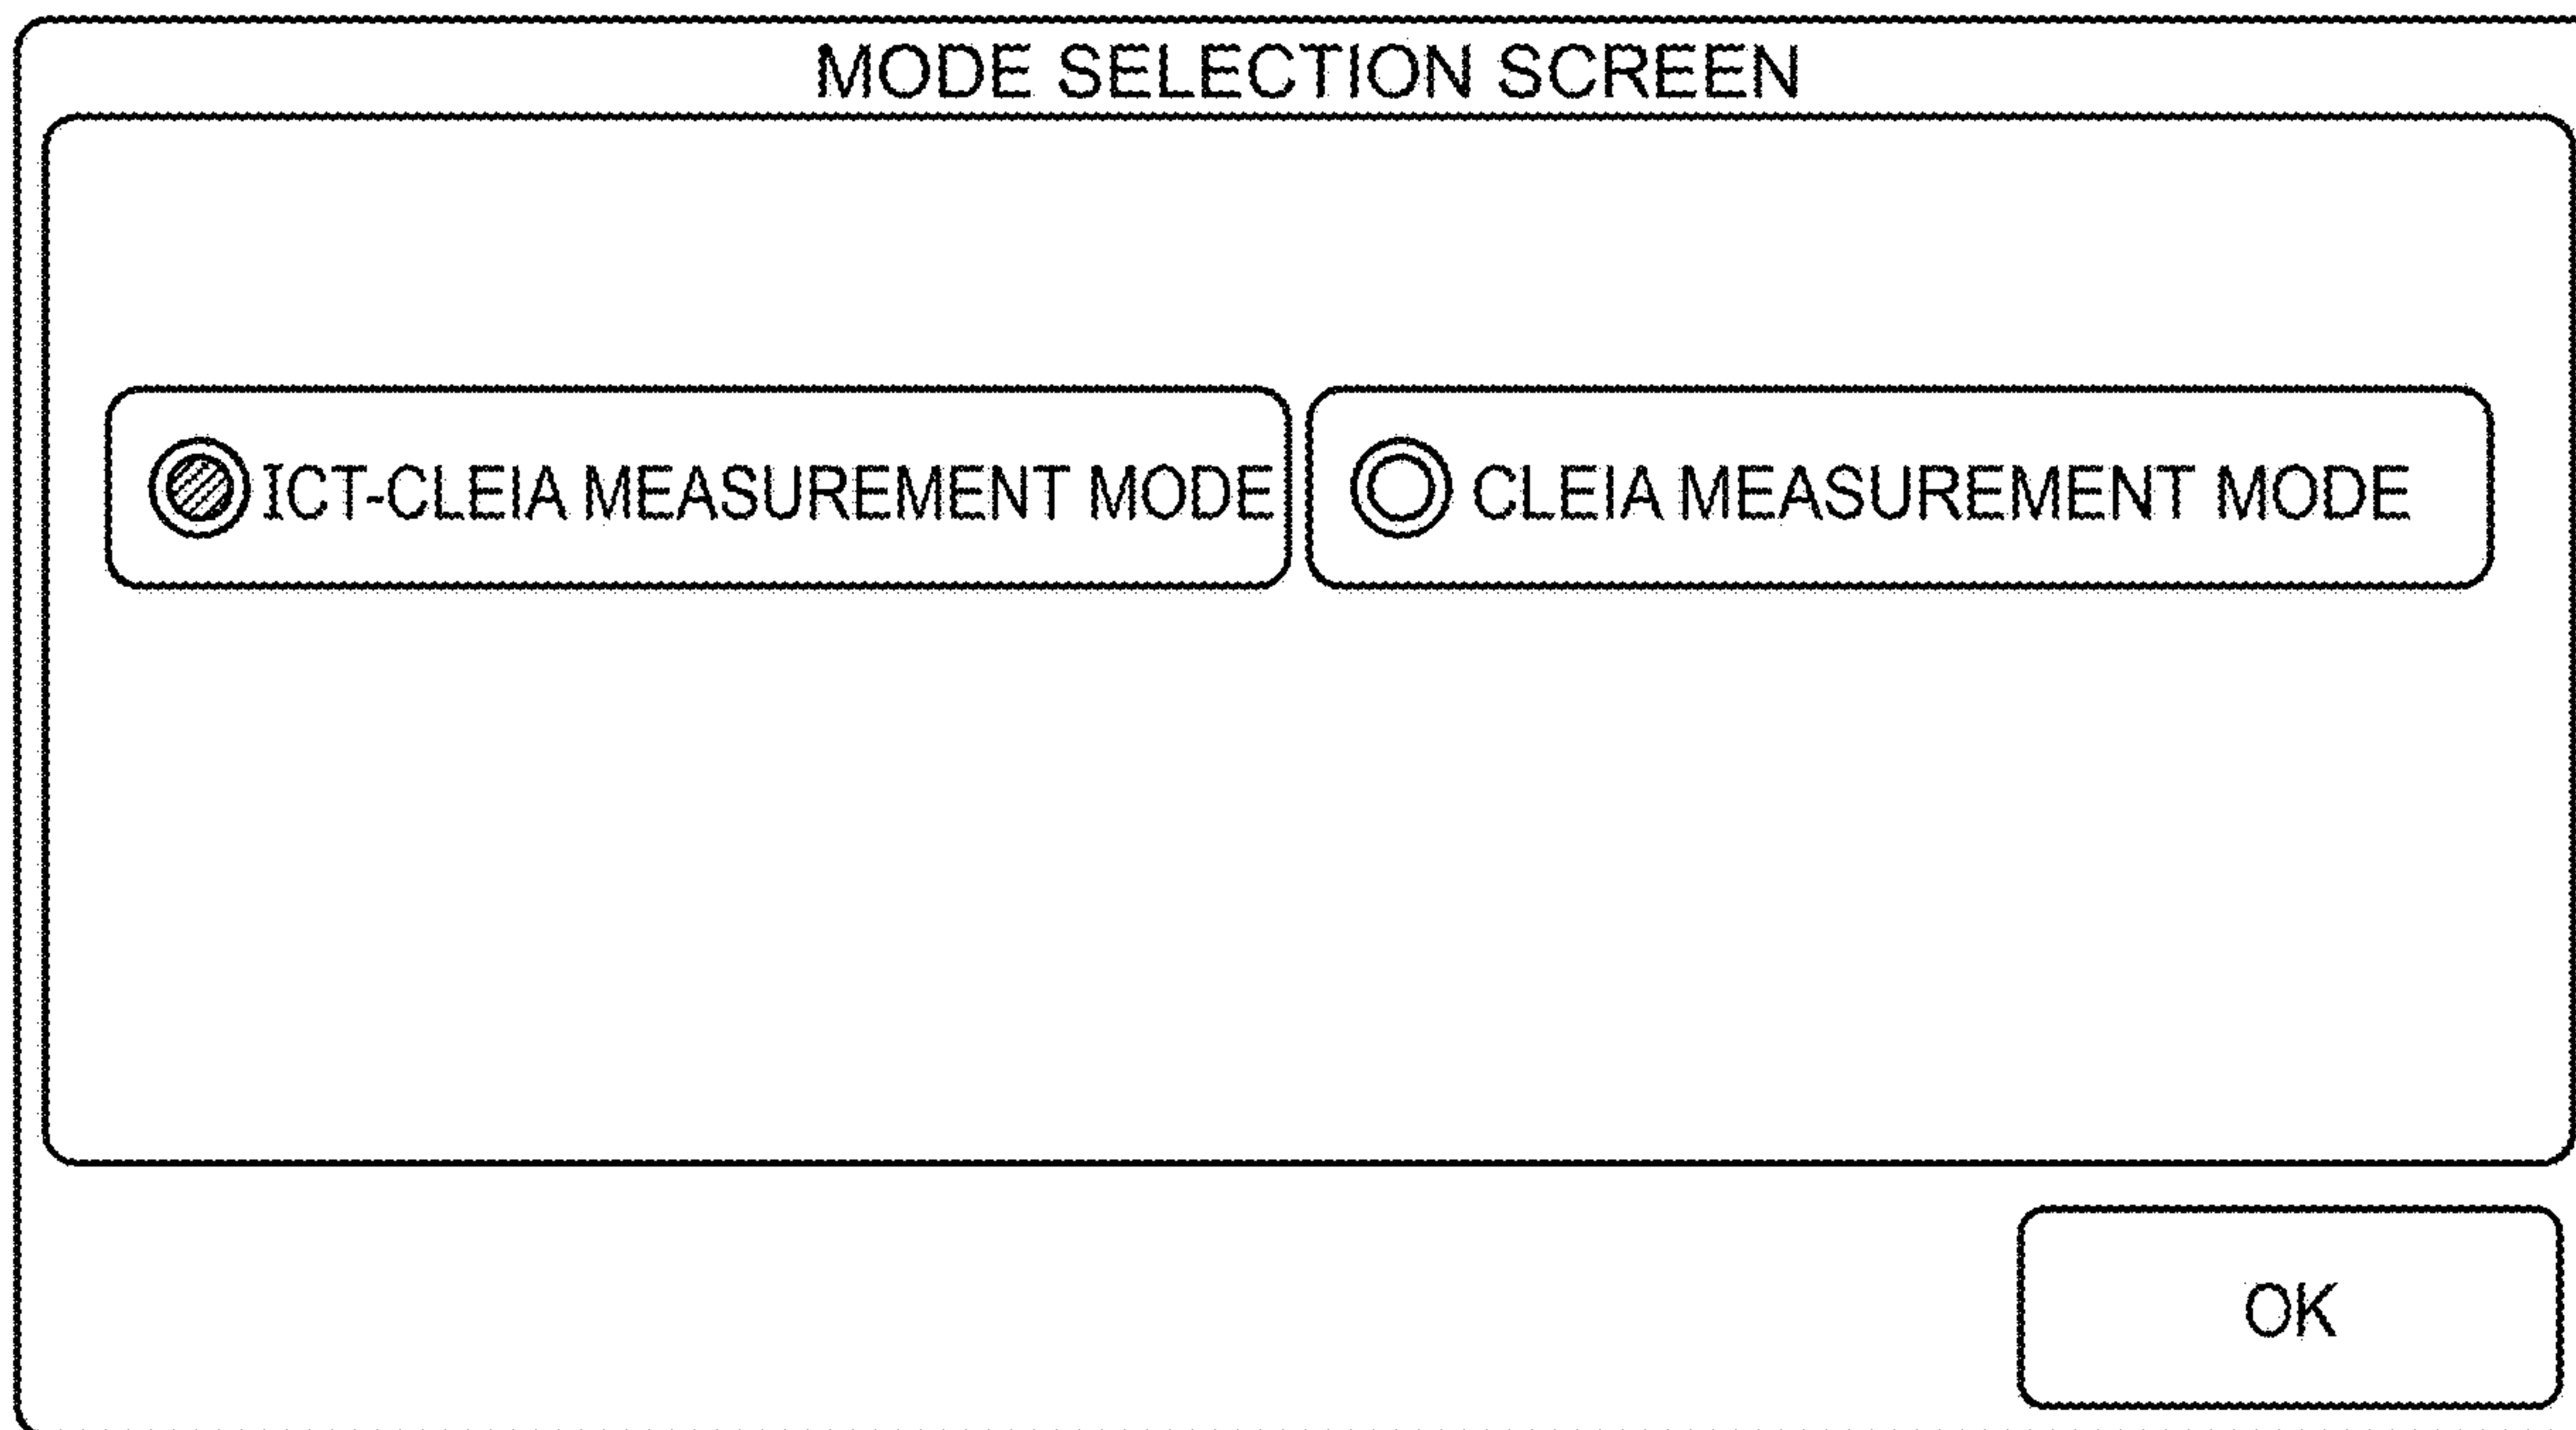 MODE SELECTION SCREEN
ICT-CLEIA MEASUREMENT MODE
CLEIA MEASUREMENT MODE
OK